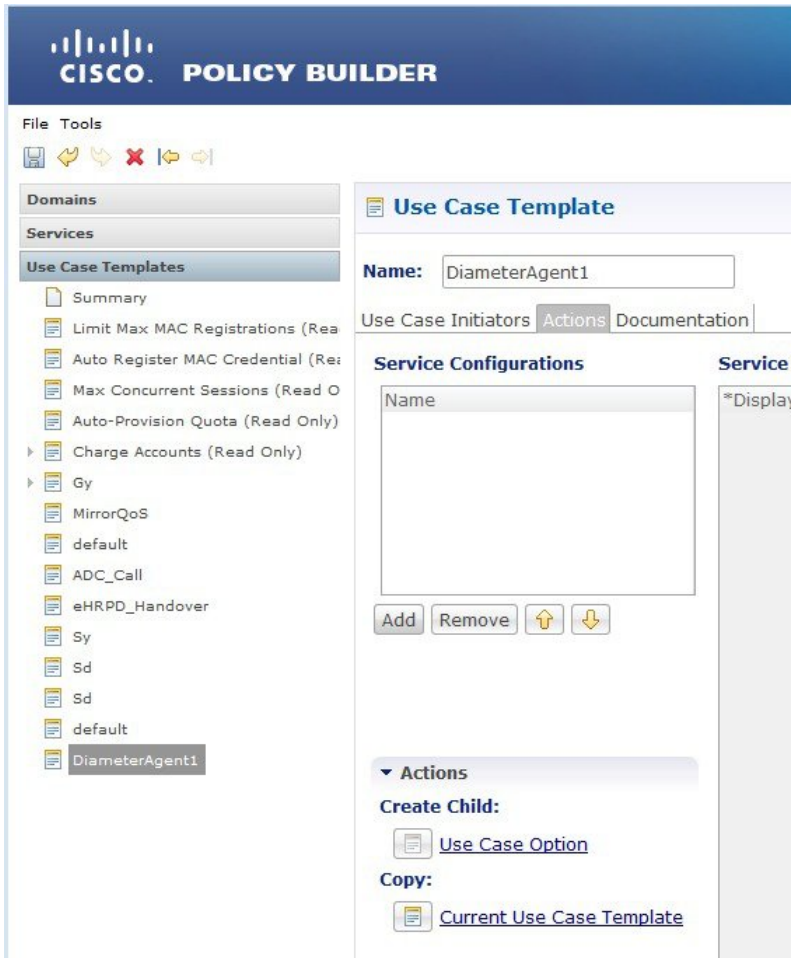 CISCO. POLICY BUILDER
File Tools
Domains
Services
Use Case Templates
Summary
Limit Max MAC Registrations (Rea
Auto Register MAC Credential (Rea
Max Concurrent Sessions (Read O
Auto-Provision Quota (Read Only)
Charge Accounts (Read Only)
Gy
MirrorQoS
default
ADC_Call
eHRPD_Handover
Sy
Sd
Sd
default
DiameterAgent1
Use Case Template
Name: DiameterAgent1
Use Case Initiators Actions Documentation
Service Configurations
Name
Add Remove
Actions
Create Child:
Use Case Option
Copy:
Current Use Case Template
Service
*Display